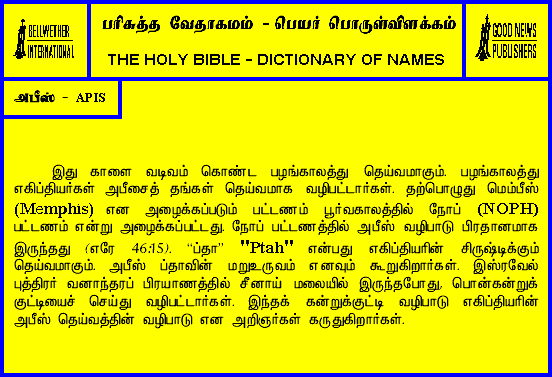 BELLWETHER
INTERNATIONAL
பரிசுத்த வேதாகமம் - பெயர் பொருள்விளக்கம்
THE HOLY BIBLE - DICTIONARY OF NAMES
GOOD NEWS
PUBLISHERS
அபீஸ் - APIS
இது காளை வடிவம் கொண்ட பழங்காலத்து தெய்வமாகும். பழங்காலத்து
எகிப்தியர்கள் அபீசைத் தங்கள் தெய்வமாக வழிபட்டார்கள். தற்பொழுது மெம்பீஸ்
(Memphis) என அழைக்கப்படும் பட்டணம் பூர்வகாலத்தில் நோப் (NOPH)
பட்டணம் என்று அழைக்கப்பட்டது. நோப் பட்டணத்தில் அபீஸ் வழிபாடு பிரதானமாக
இருந்தது (எரே 46:15). “ப்தா” "Ptah" என்பது எகிப்தியரின் சிருஷ்டிக்கும்
தெய்வமாகும். அபீஸ் ப்தாவின் மறுஉருவம் எனவும் கூறுகிறார்கள். இஸ்ரவேல்
புத்திரர் வனாந்தரப் பிரயாணத்தில் சீனாய் மலையில் இருந்தபோது, பொன்கன்றுக்
குட்டியைச் செய்து வழிபட்டார்கள். இந்தக் கன்றுக்குட்டி வழிபாடு எகிப்தியரின்
அபீஸ் தெய்வத்தின் வழிபாடு என அறிஞர்கள் கருதுகிறார்கள்.